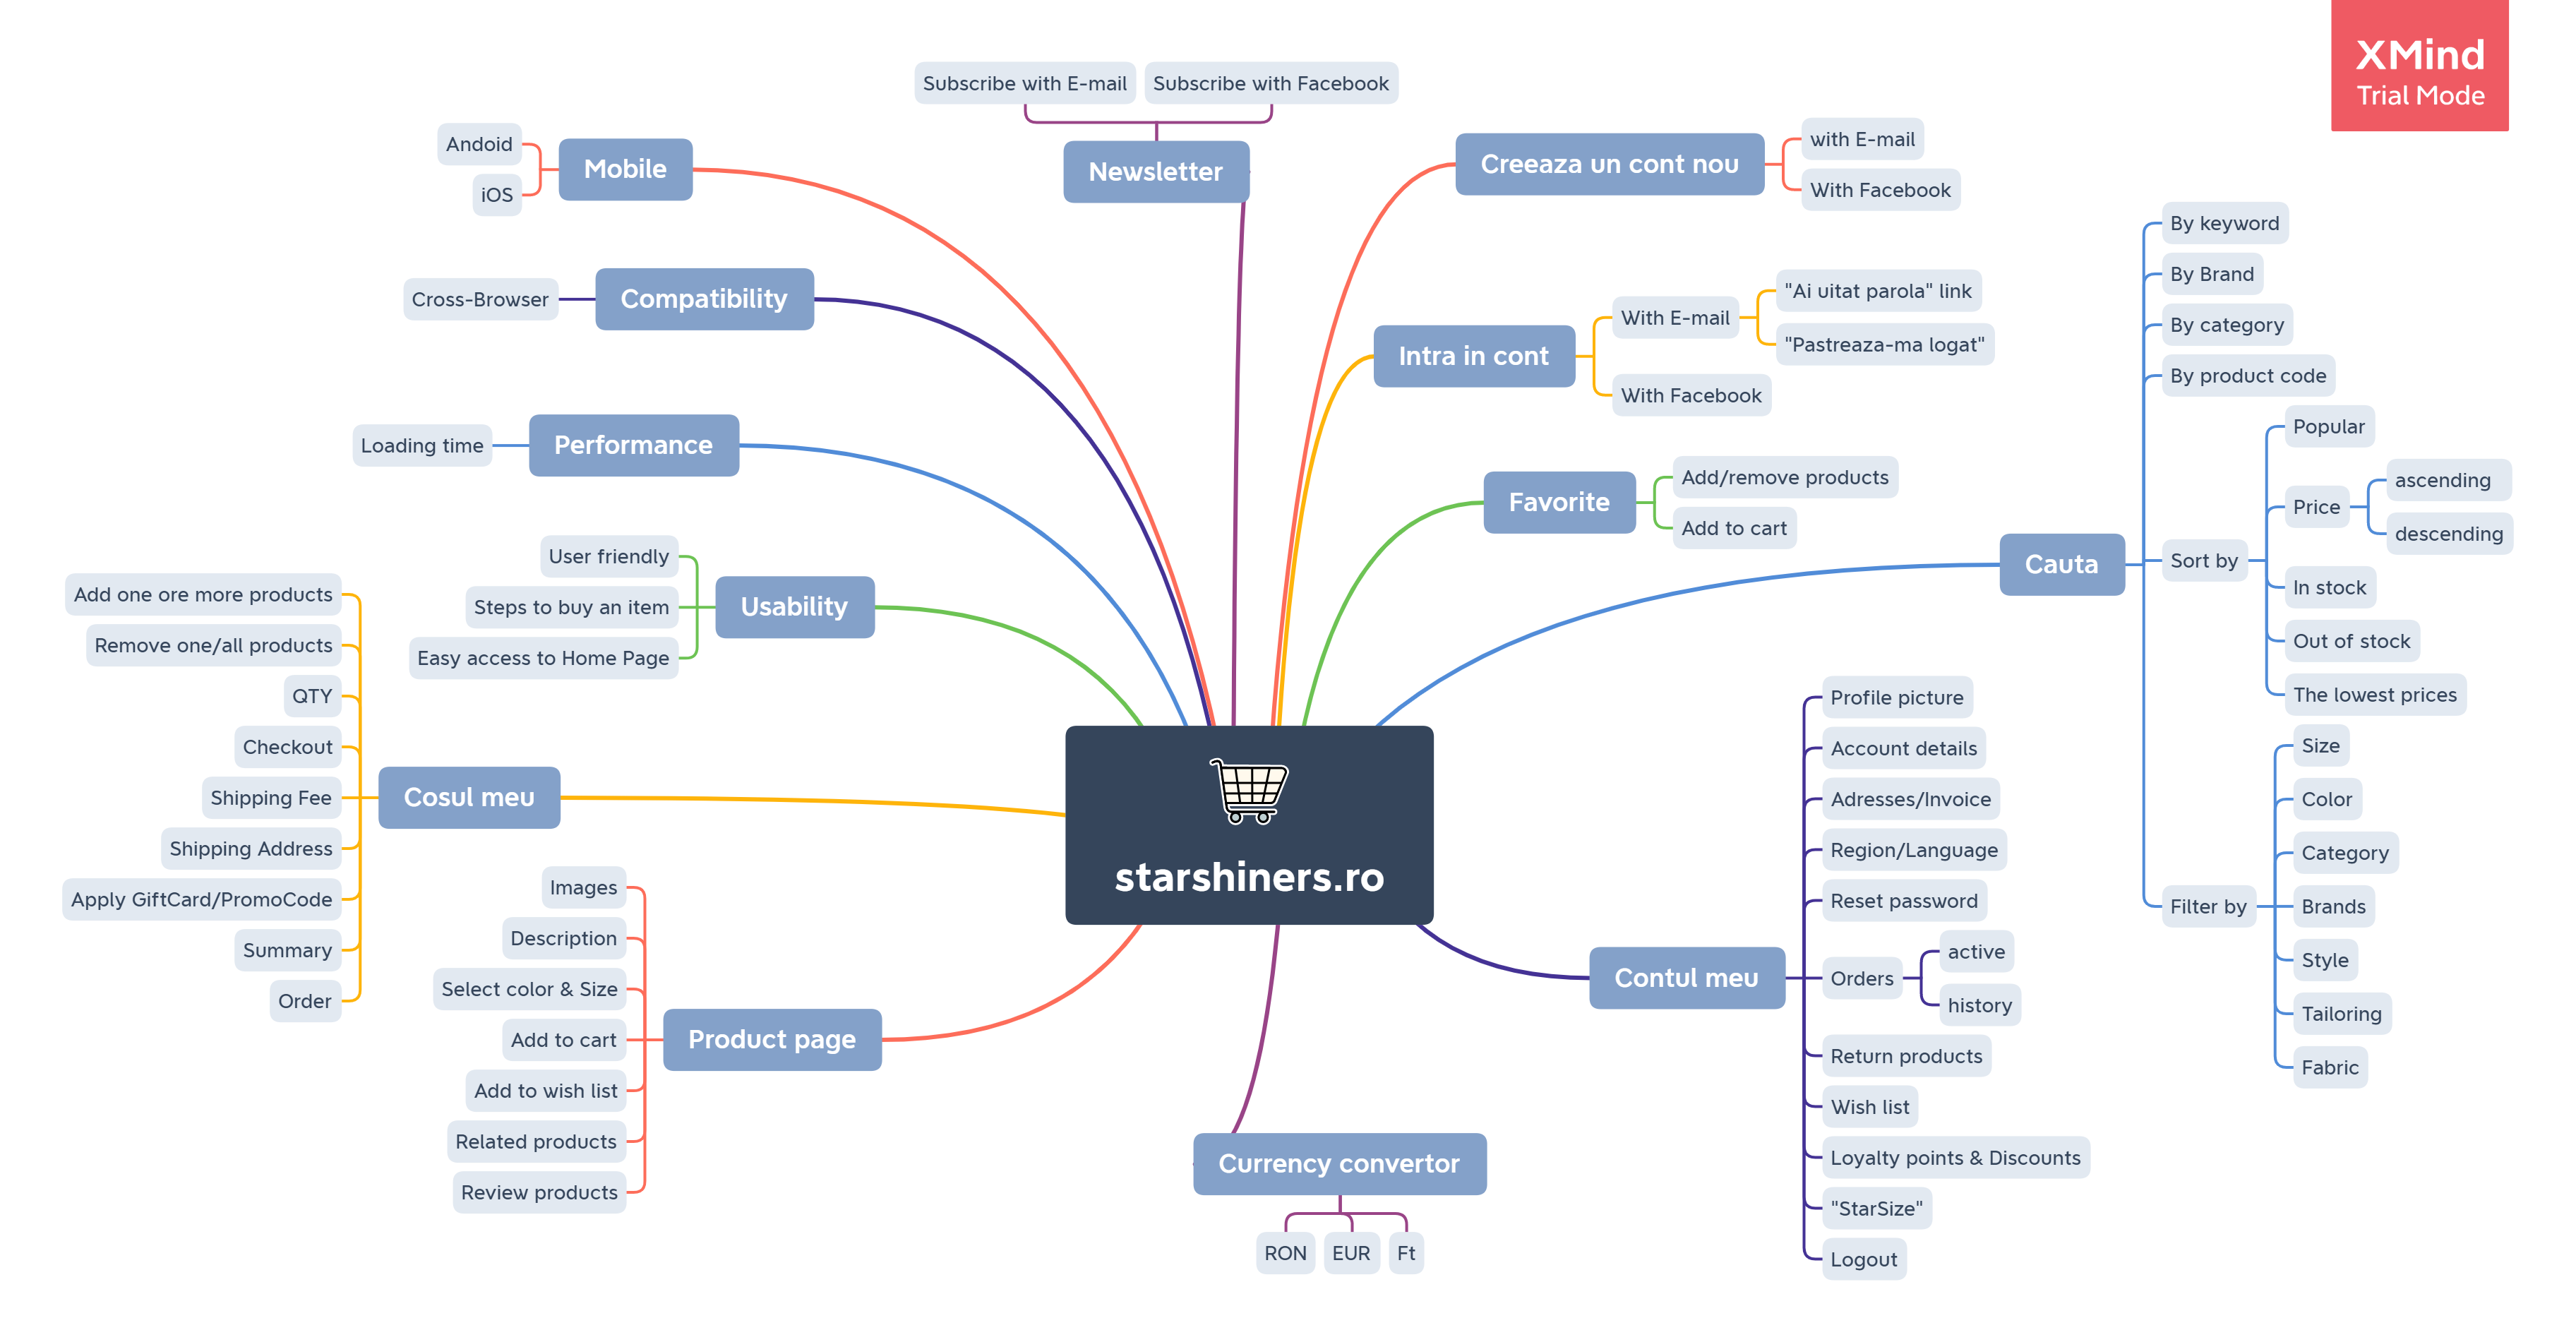 XMind
Trial Mode
starshiners.ro
Newsletter
Subscribe with E-mail
Subscribe with Facebook
Creeaza un cont nou
with E-mail
With Facebook
Intra in cont
With E-mail
"Ai uitat parola" link
"Pastreaza-ma logat"
With Facebook
Favorite
Add/remove products
Add to cart
Cauta
By keyword
By Brand
By category
By product code
Sort by
Popular
Price
ascending
descending
In stock
Out of stock
The lowest prices
Filter by
Size
Color
Category
Brands
Style
Tailoring
Fabric
Contul meu
Profile picture
Account details
Adresses/Invoice
Region/Language
Reset password
Orders
active
history
Return products
Wish list
Loyalty points & Discounts
"StarSize"
Logout
Currency convertor
RON
EUR
Ft
Product page
Images
Description
Select color & Size
Add to cart
Add to wish list
Related products
Review products
Cosul meu
Add one ore more products
Remove one/all products
QTY
Checkout
Shipping Fee
Shipping Address
Apply GiftCard/PromoCode
Summary
Order
Usability
User friendly
Steps to buy an item
Easy access to Home Page
Performance
Loading time
Compatibility
Cross-Browser
Mobile
Andoid
iOS